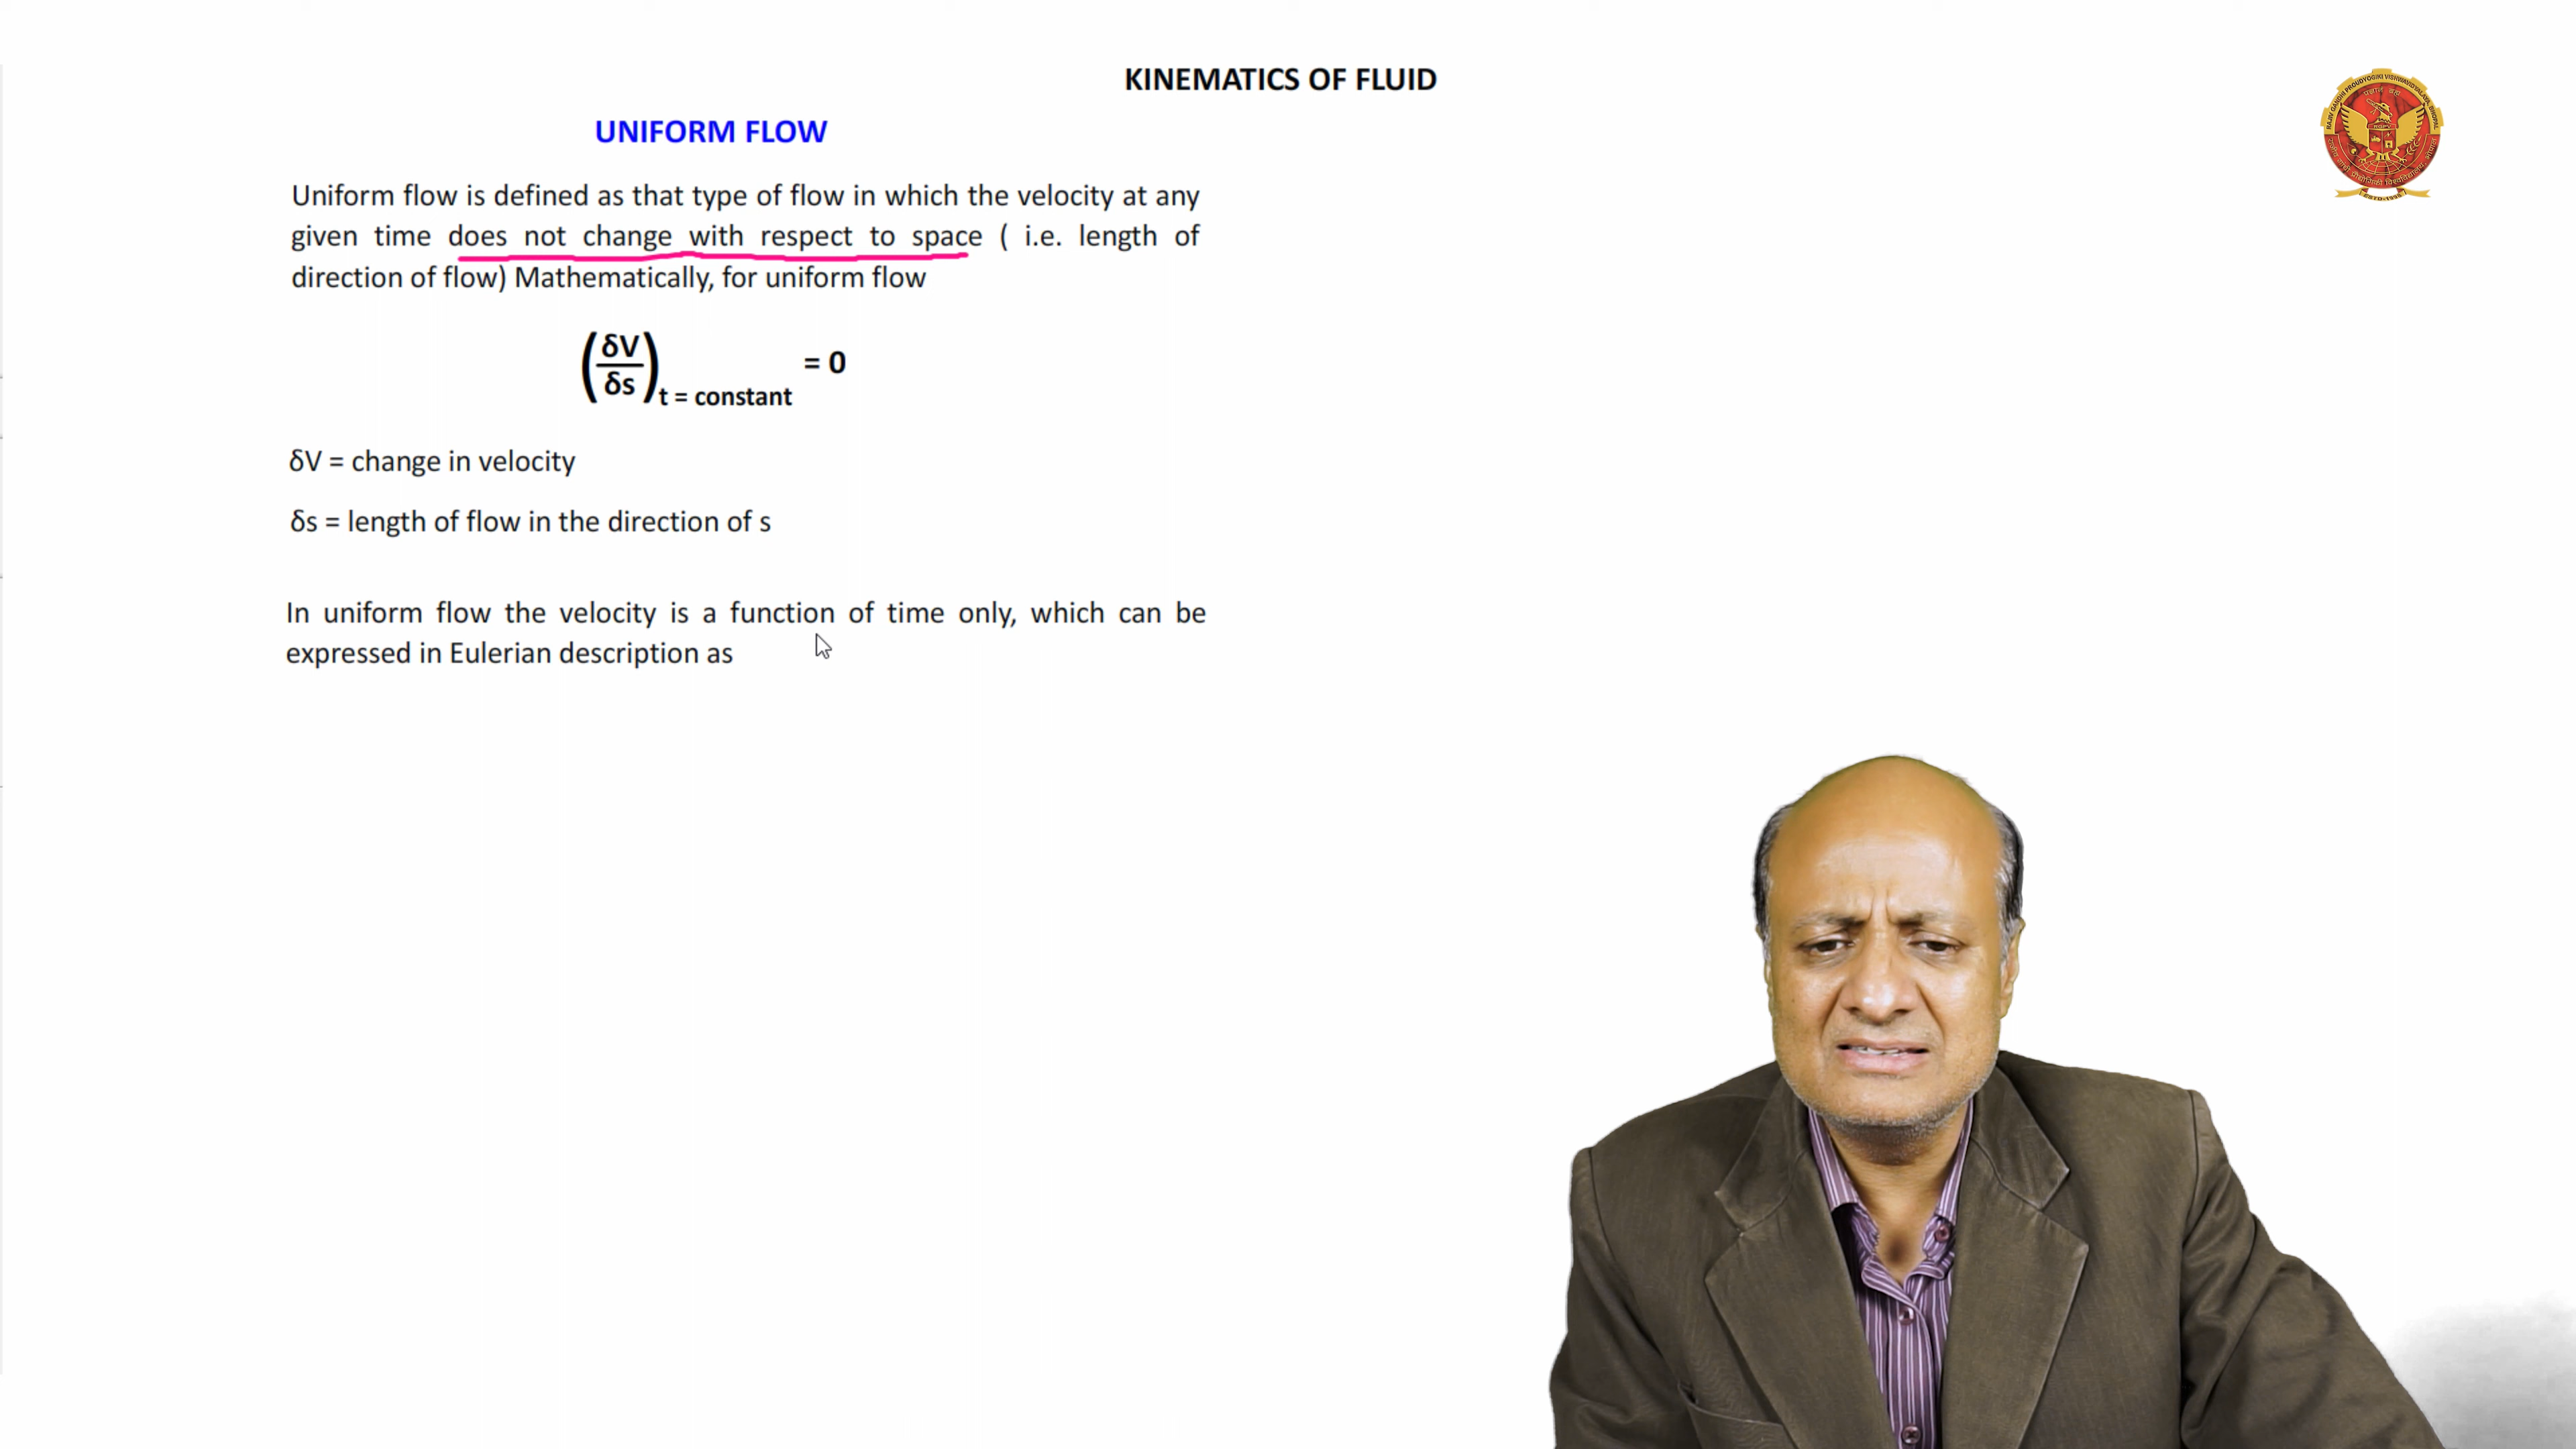 KINEMATICS OF FLUID
UNIFORM FLOW
Uniform flow is defined as that type of flow in which the velocity at any
given time does not change with respect to space ( i.e. length of
direction of flow) Mathematically, for uniform flow
(δV/δs) t = constant = 0
δV = change in velocity
δs = length of flow in the direction of s
In uniform flow the velocity is a function of time only, which can be
expressed in Eulerian description as